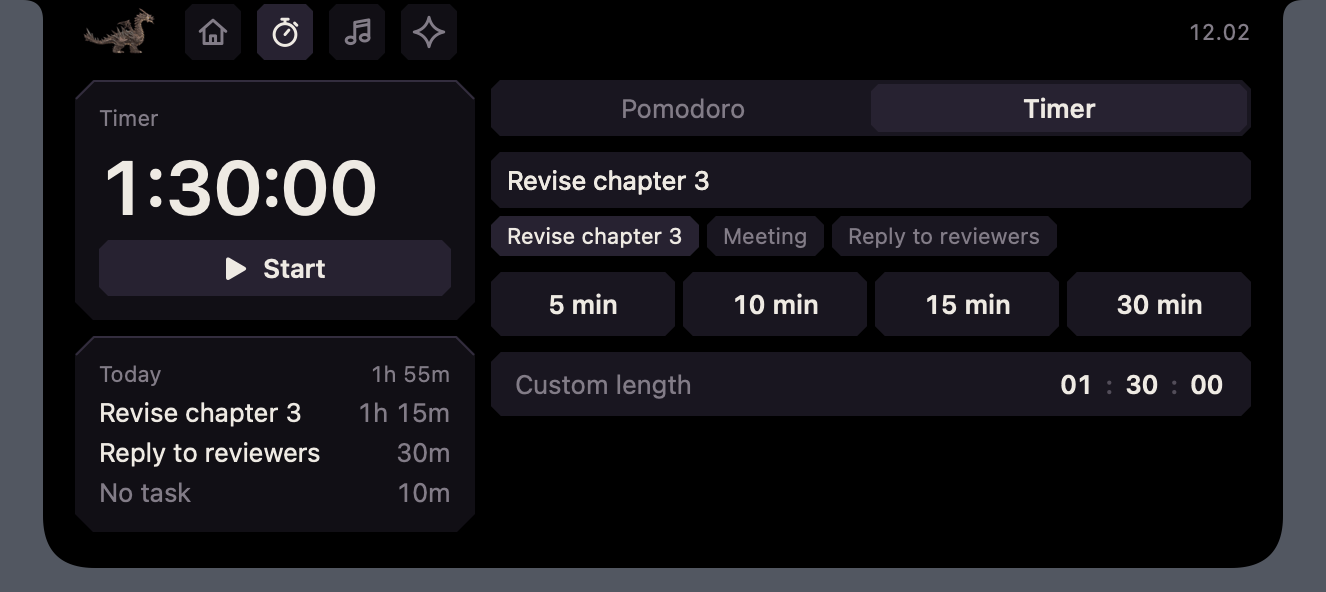 12.02
Timer
1:30:00
Start
Today 1h 55m
Revise chapter 3 1h 15m
Reply to reviewers 30m
No task 10m
Pomodoro Timer
Revise chapter 3
Revise chapter 3 Meeting Reply to reviewers
5 min 10 min 15 min 30 min
Custom length 01 : 30 : 00